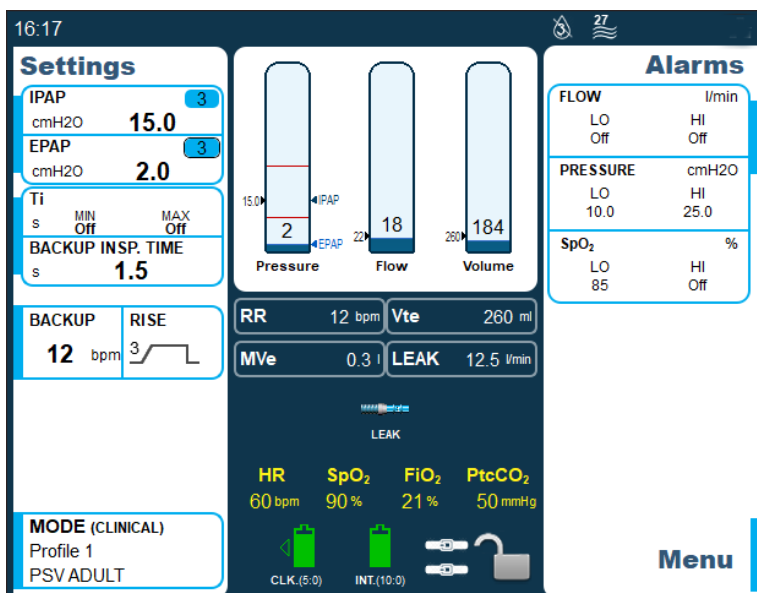 16:17
3
27
Settings
IPAP 3
cmH2O 15.0
EPAP 3
cmH2O 2.0
Ti
s MIN Off MAX Off
BACKUP INSP. TIME
s 1.5
BACKUP
12 bpm
RISE
3
MODE (CLINICAL)
Profile 1
PSV ADULT
15.0 IPAP
2
EPAP
Pressure
22 18
Flow
260 184
Volume
RR 12 bpm
Vte 260 ml
MVe 0.3 l
LEAK 12.5 l/min
LEAK
HR SpO₂ FiO₂ PtcCO₂
60 bpm 90 % 21 % 50 mmHg
CLK.(5:0) INT.(10:0)
Alarms
FLOW l/min
LO HI
Off Off
PRESSURE cmH2O
LO HI
10.0 25.0
SpO₂ %
LO HI
85 Off
Menu